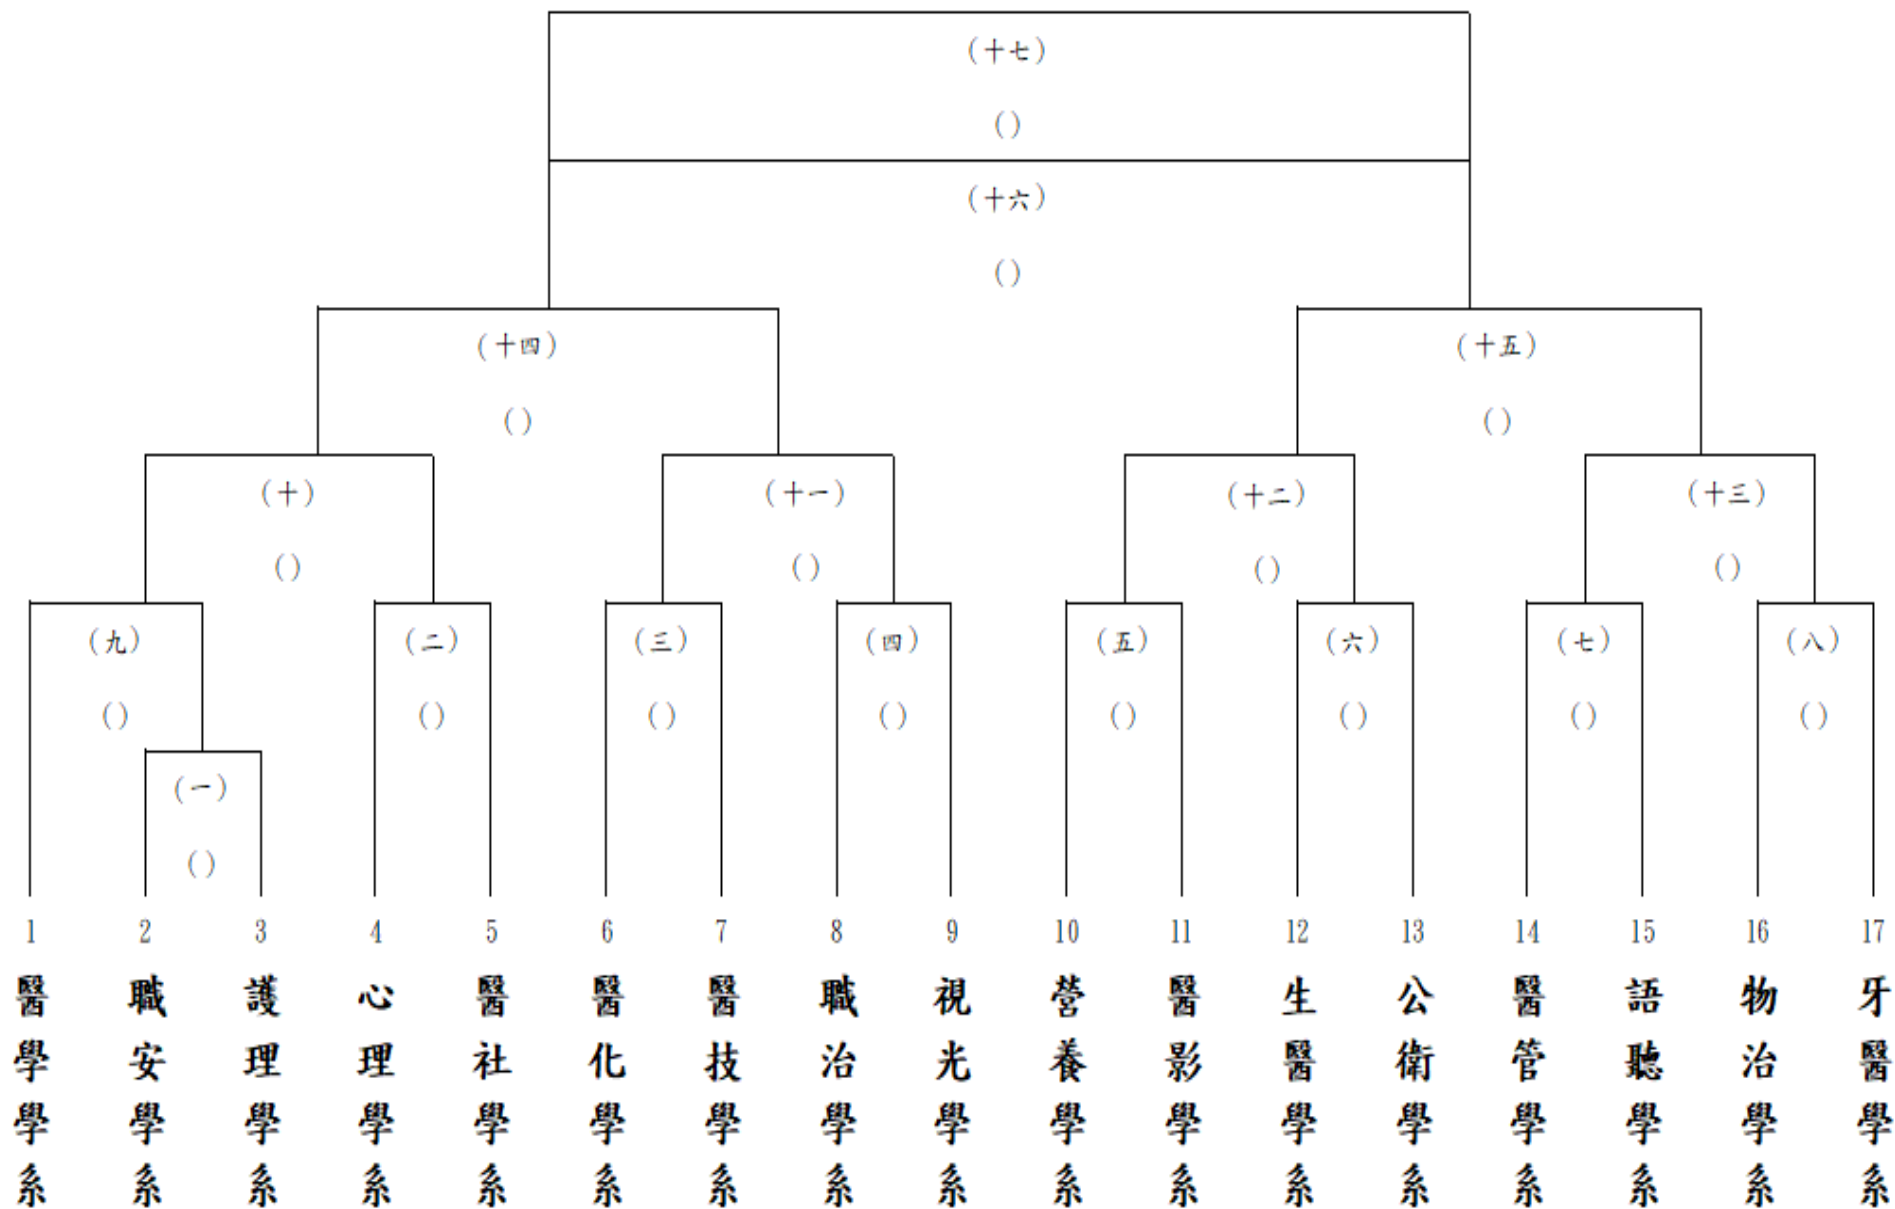 (十七)
()
(十六)
()
(十四) (十五)
() ()
(十) (十一) (十二) (十三)
() () () ()
(九) (二) (三) (四) (五) (六) (七) (八)
() () () () () () () ()
(一)
()
1 2 3 4 5 6 7 8 9 10 11 12 13 14 15 16 17
醫學學系
職安學系
護理學系
心理學系
醫社學系
醫化學系
醫技學系
職治學系
視光學系
營養學系
醫影學系
生醫學系
公衛學系
醫管學系
語聽學系
物治學系
牙醫學系